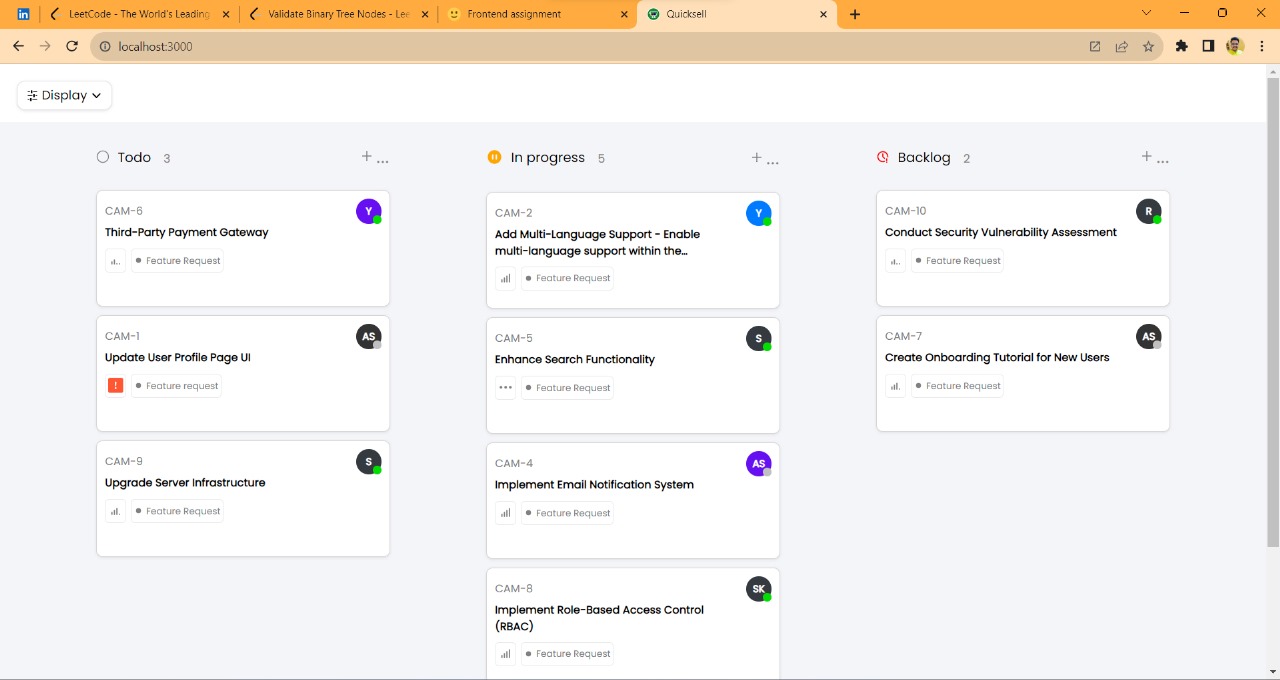 LeetCode - The World's Leading
Validate Binary Tree Nodes - Lee
Frontend assignment
Quicksell
localhost:3000
Display
Todo 3
CAM-6
Y
Third-Party Payment Gateway
Feature Request
CAM-1
AS
Update User Profile Page UI
!
Feature request
CAM-9
S
Upgrade Server Infrastructure
Feature Request
In progress 5
CAM-2
Y
Add Multi-Language Support - Enable
multi-language support within the...
Feature Request
CAM-5
S
Enhance Search Functionality
Feature Request
CAM-4
AS
Implement Email Notification System
Feature Request
CAM-8
SK
Implement Role-Based Access Control
(RBAC)
Feature Request
Backlog 2
CAM-10
R
Conduct Security Vulnerability Assessment
Feature Request
CAM-7
AS
Create Onboarding Tutorial for New Users
Feature Request